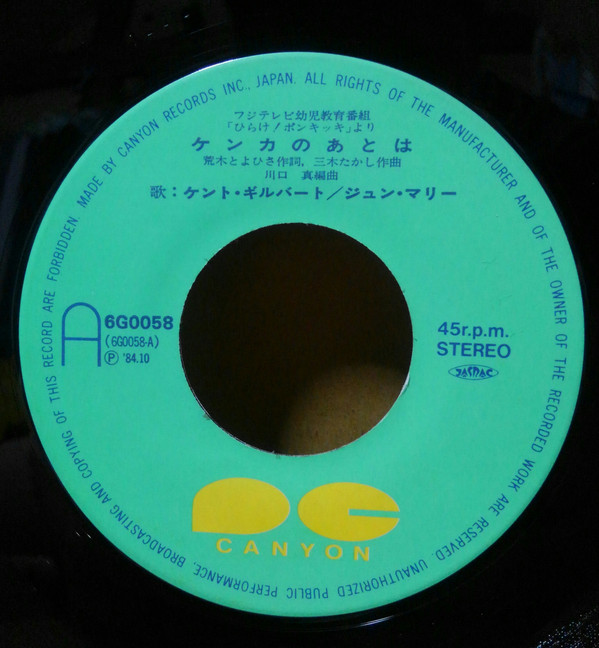 フジテレビ幼児教育番組
「ひらけ!ポンキッキ」より
ケンカのあとは
荒木とよひさ作詞, 三木たかし作曲
川口 真編曲
歌:ケント・ギルバート/ジュン・マリー
A
6G0058
(6G0058-A)
Ⓟ '84.10
45r.p.m.
STEREO
JASRAC
CANYON
MADE BY CANYON RECORDS INC., JAPAN. ALL RIGHTS OF THE MANUFACTURER AND OF THE OWNER OF THE RECORDED WORK ARE RESERVED. UNAUTHORIZED PUBLIC PERFORMANCE. BROADCASTING AND COPYING OF THIS RECORD ARE FORBIDDEN.